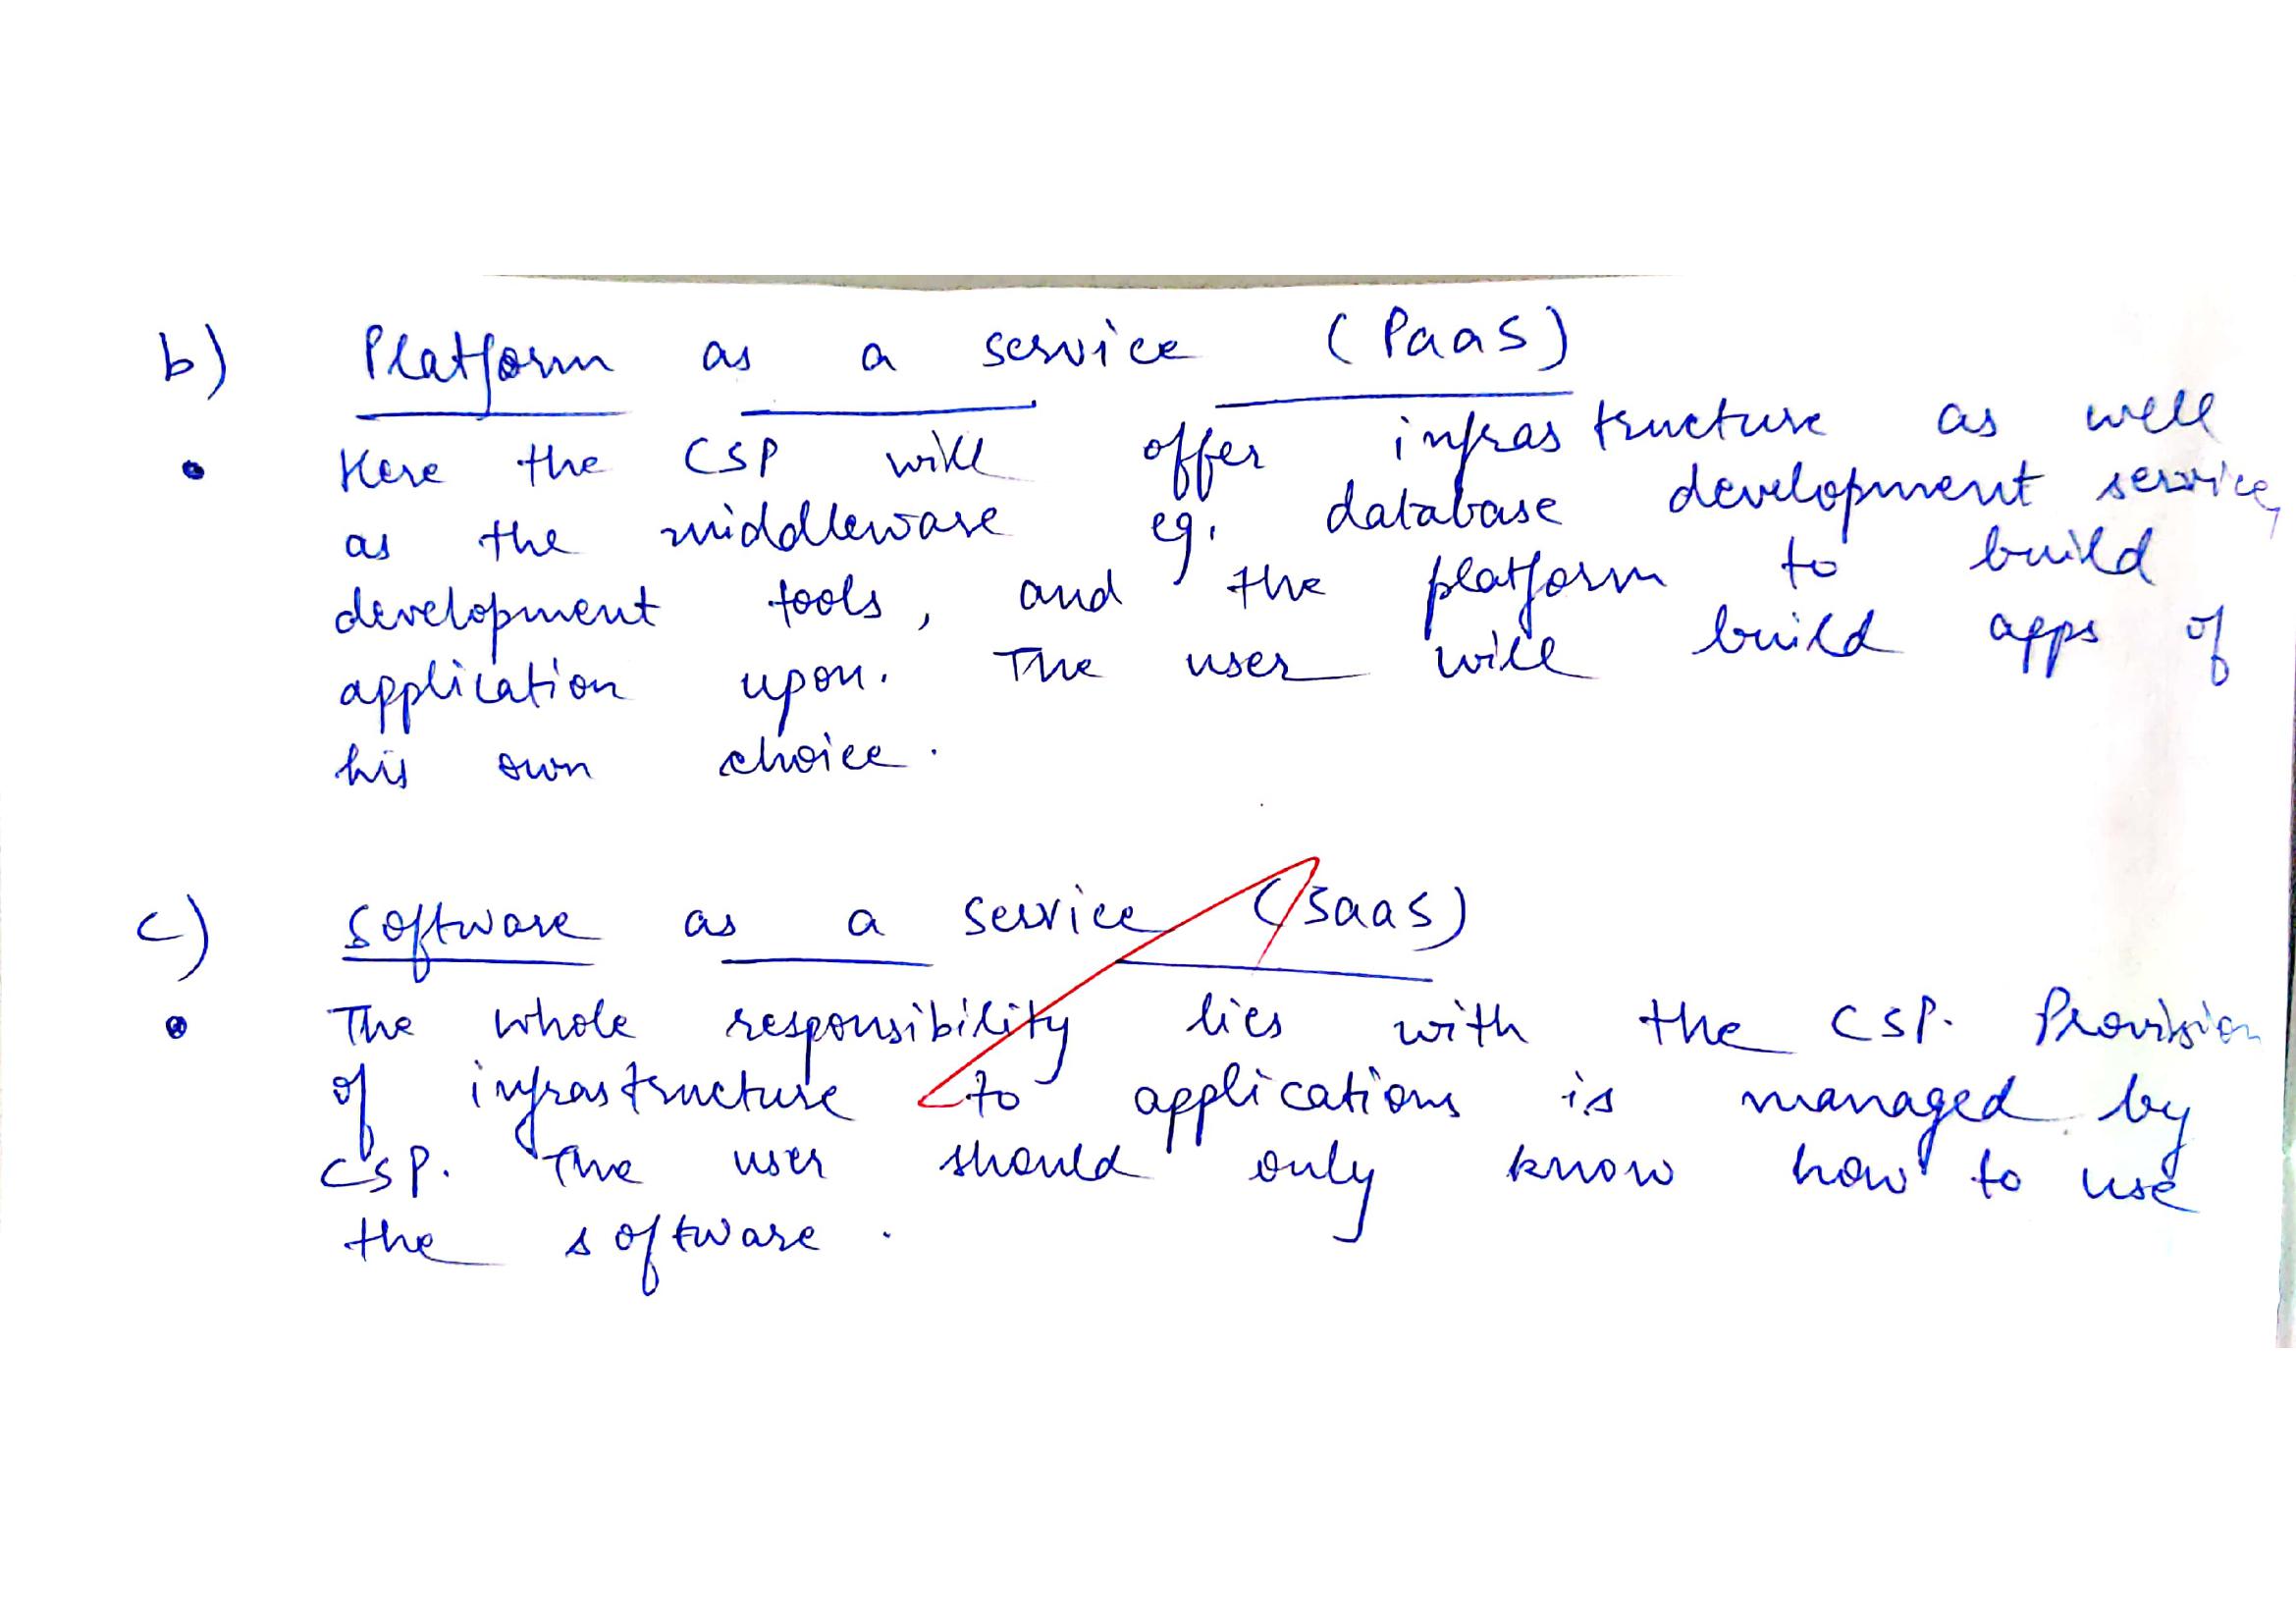 b) Platform as a service (PaaS)
• Here the CSP will offer infrastructure as well
as the middleware eg. database development service,
development tools, and the platform to build
application upon. The user will build apps of
his own choice.
c) Software as a service (SaaS)
• The whole responsibility lies with the CSP. Provision
of infrastructure to applications is managed by
CSP. The user should only know how to use
the software.